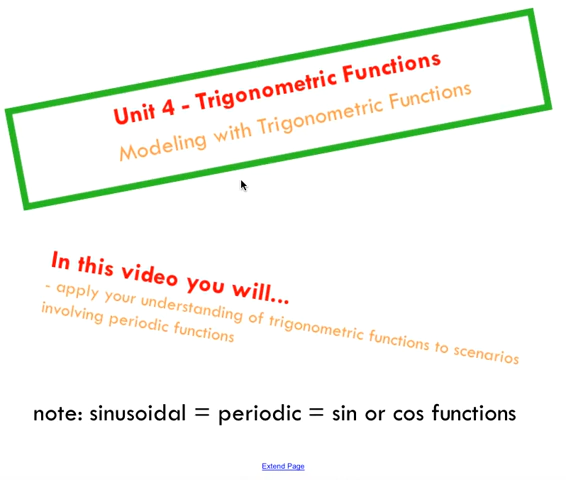 Unit 4 - Trigonometric Functions
Modeling with Trigonometric Functions
In this video you will...
- apply your understanding of trigonometric functions to scenarios
involving periodic functions
note: sinusoidal = periodic = sin or cos functions
Extend Page